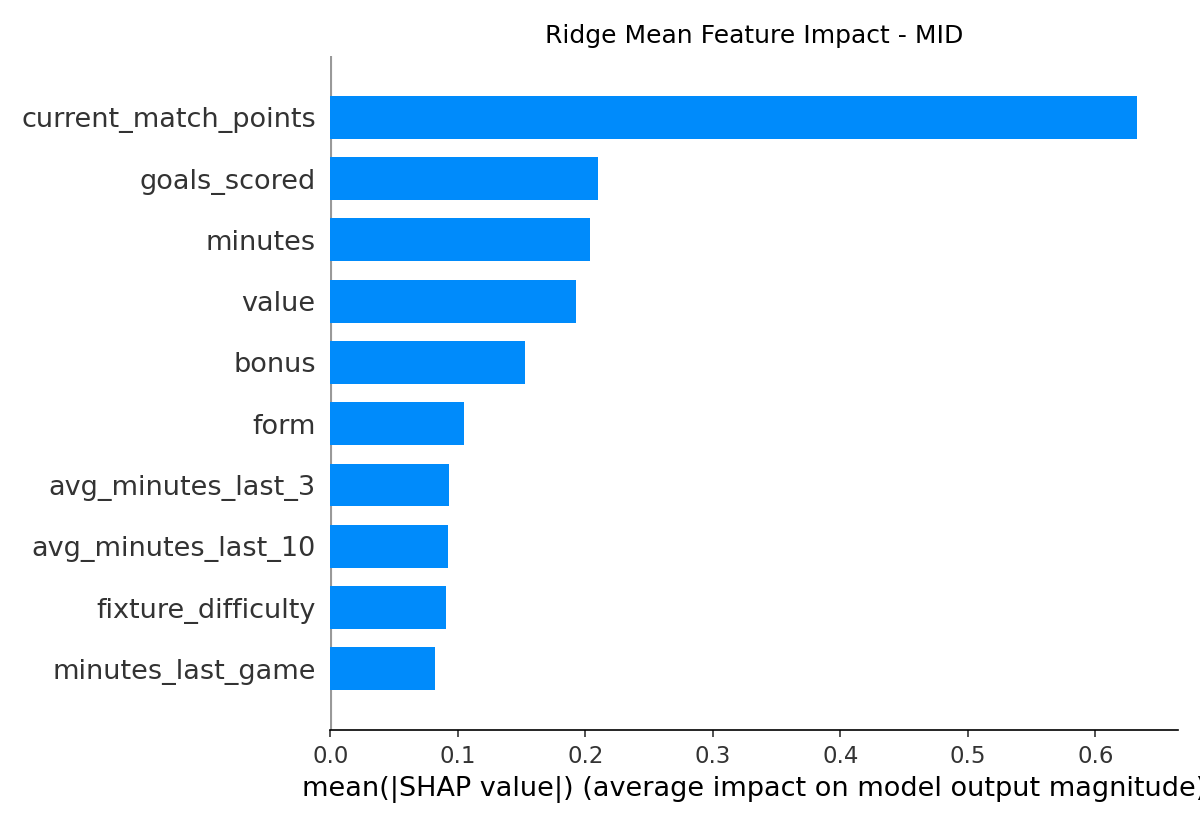 Ridge Mean Feature Impact - MID
current_match_points
goals_scored
minutes
value
bonus
form
avg_minutes_last_3
avg_minutes_last_10
fixture_difficulty
minutes_last_game
0.0 0.1 0.2 0.3 0.4 0.5 0.6
mean(|SHAP value|) (average impact on model output magnitude)